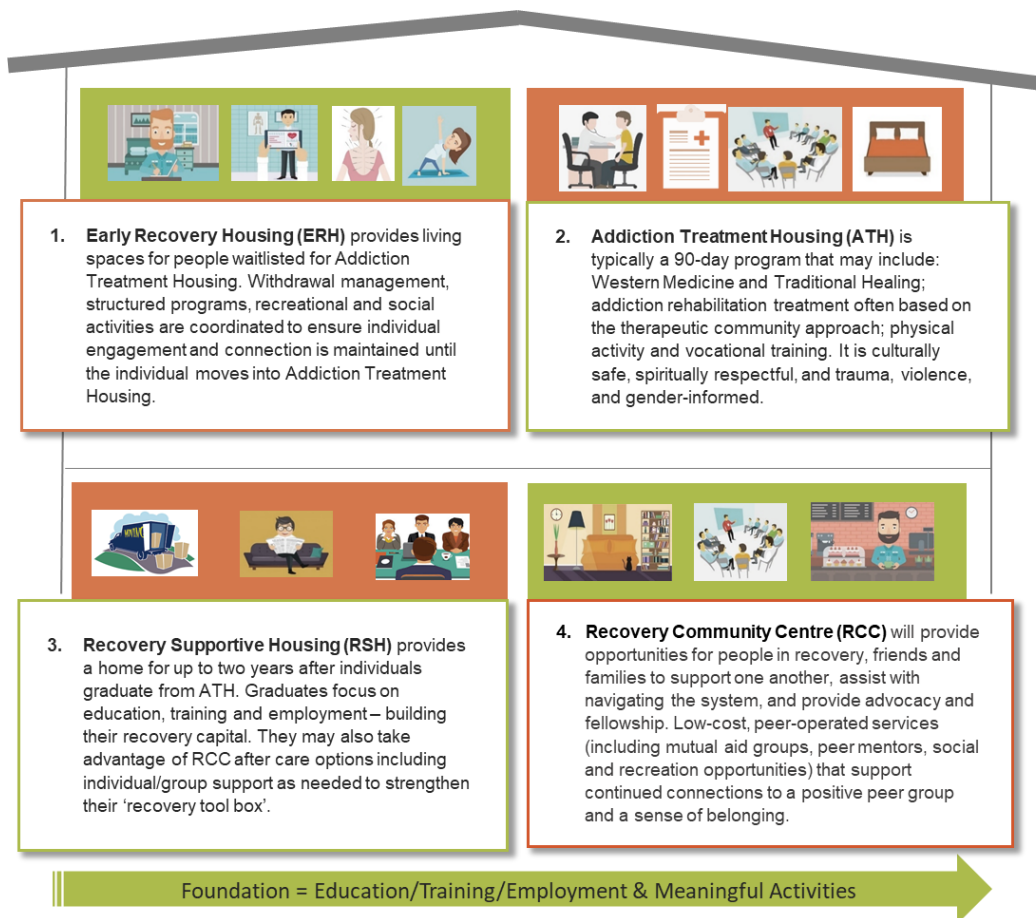 1. Early Recovery Housing (ERH) provides living
spaces for people waitlisted for Addiction
Treatment Housing. Withdrawal management,
structured programs, recreational and social
activities are coordinated to ensure individual
engagement and connection is maintained until
the individual moves into Addiction Treatment
Housing.
2. Addiction Treatment Housing (ATH) is
typically a 90-day program that may include:
Western Medicine and Traditional Healing;
addiction rehabilitation treatment often based on
the therapeutic community approach; physical
activity and vocational training. It is culturally
safe, spiritually respectful, and trauma, violence,
and gender-informed.
3. Recovery Supportive Housing (RSH) provides
a home for up to two years after individuals
graduate from ATH. Graduates focus on
education, training and employment – building
their recovery capital. They may also take
advantage of RCC after care options including
individual/group support as needed to strengthen
their ‘recovery tool box’.
4. Recovery Community Centre (RCC) will provide
opportunities for people in recovery, friends and
families to support one another, assist with
navigating the system, and provide advocacy and
fellowship. Low-cost, peer-operated services
(including mutual aid groups, peer mentors, social
and recreation opportunities) that support
continued connections to a positive peer group
and a sense of belonging.
Foundation = Education/Training/Employment & Meaningful Activities